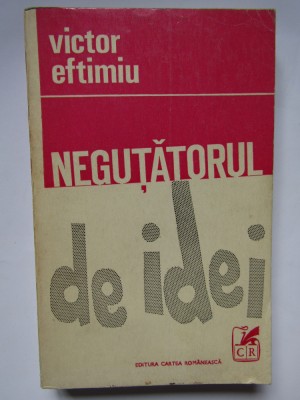 victor
eftimiu
NEGUȚĂTORUL
de idei
CR
EDITURA CARTEA ROMÂNEASCĂ